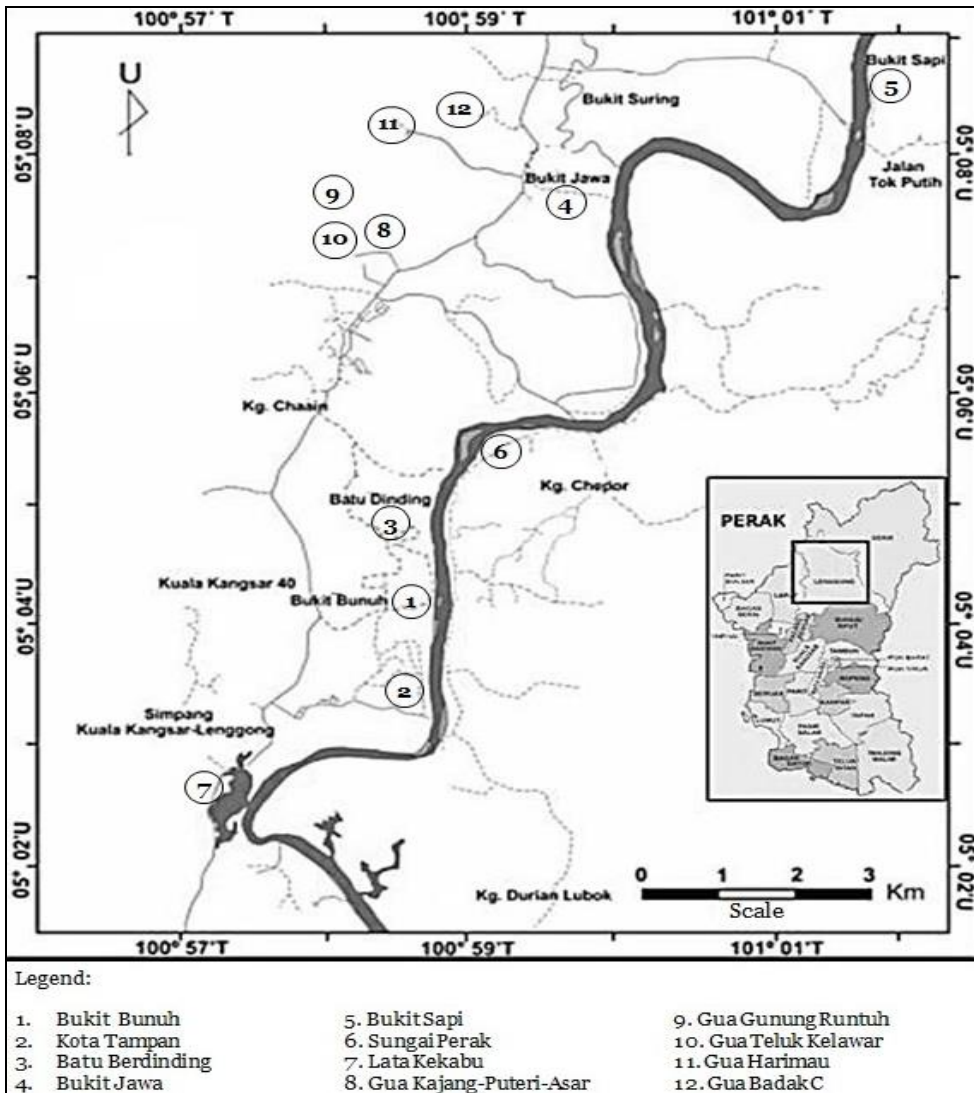 100° 57' T 100° 59' T 101° 01' T
U
Bukit Sapi
5
Bukit Suring
12
11
05° 08' U
05° 08' U
Bukit Jawa
4
Jalan
Tok Putih
9
8
10
05° 06' U
05° 06' U
Kg. Chaain
6
Kg. Chepor
Batu Dinding
3
PERAK
LENGGONG
Kuala Kangsar 40
Bukit Bunuh
1
05° 04' U
05° 04' U
2
Simpang
Kuala Kangsar-Lenggong
7
05° 02' U
05° 02' U
Kg. Durian Lubok
0 1 2 3
Km
Scale
100° 57' T 100° 59' T 101° 01' T
Legend:
1. Bukit Bunuh
2. Kota Tampan
3. Batu Berdinding
4. Bukit Jawa
5. Bukit Sapi
6. Sungai Perak
7. Lata Kekabu
8. Gua Kajang-Puteri-Asar
9. Gua Gunung Runtuh
10. Gua Teluk Kelawar
11. Gua Harimau
12. Gua Badak C